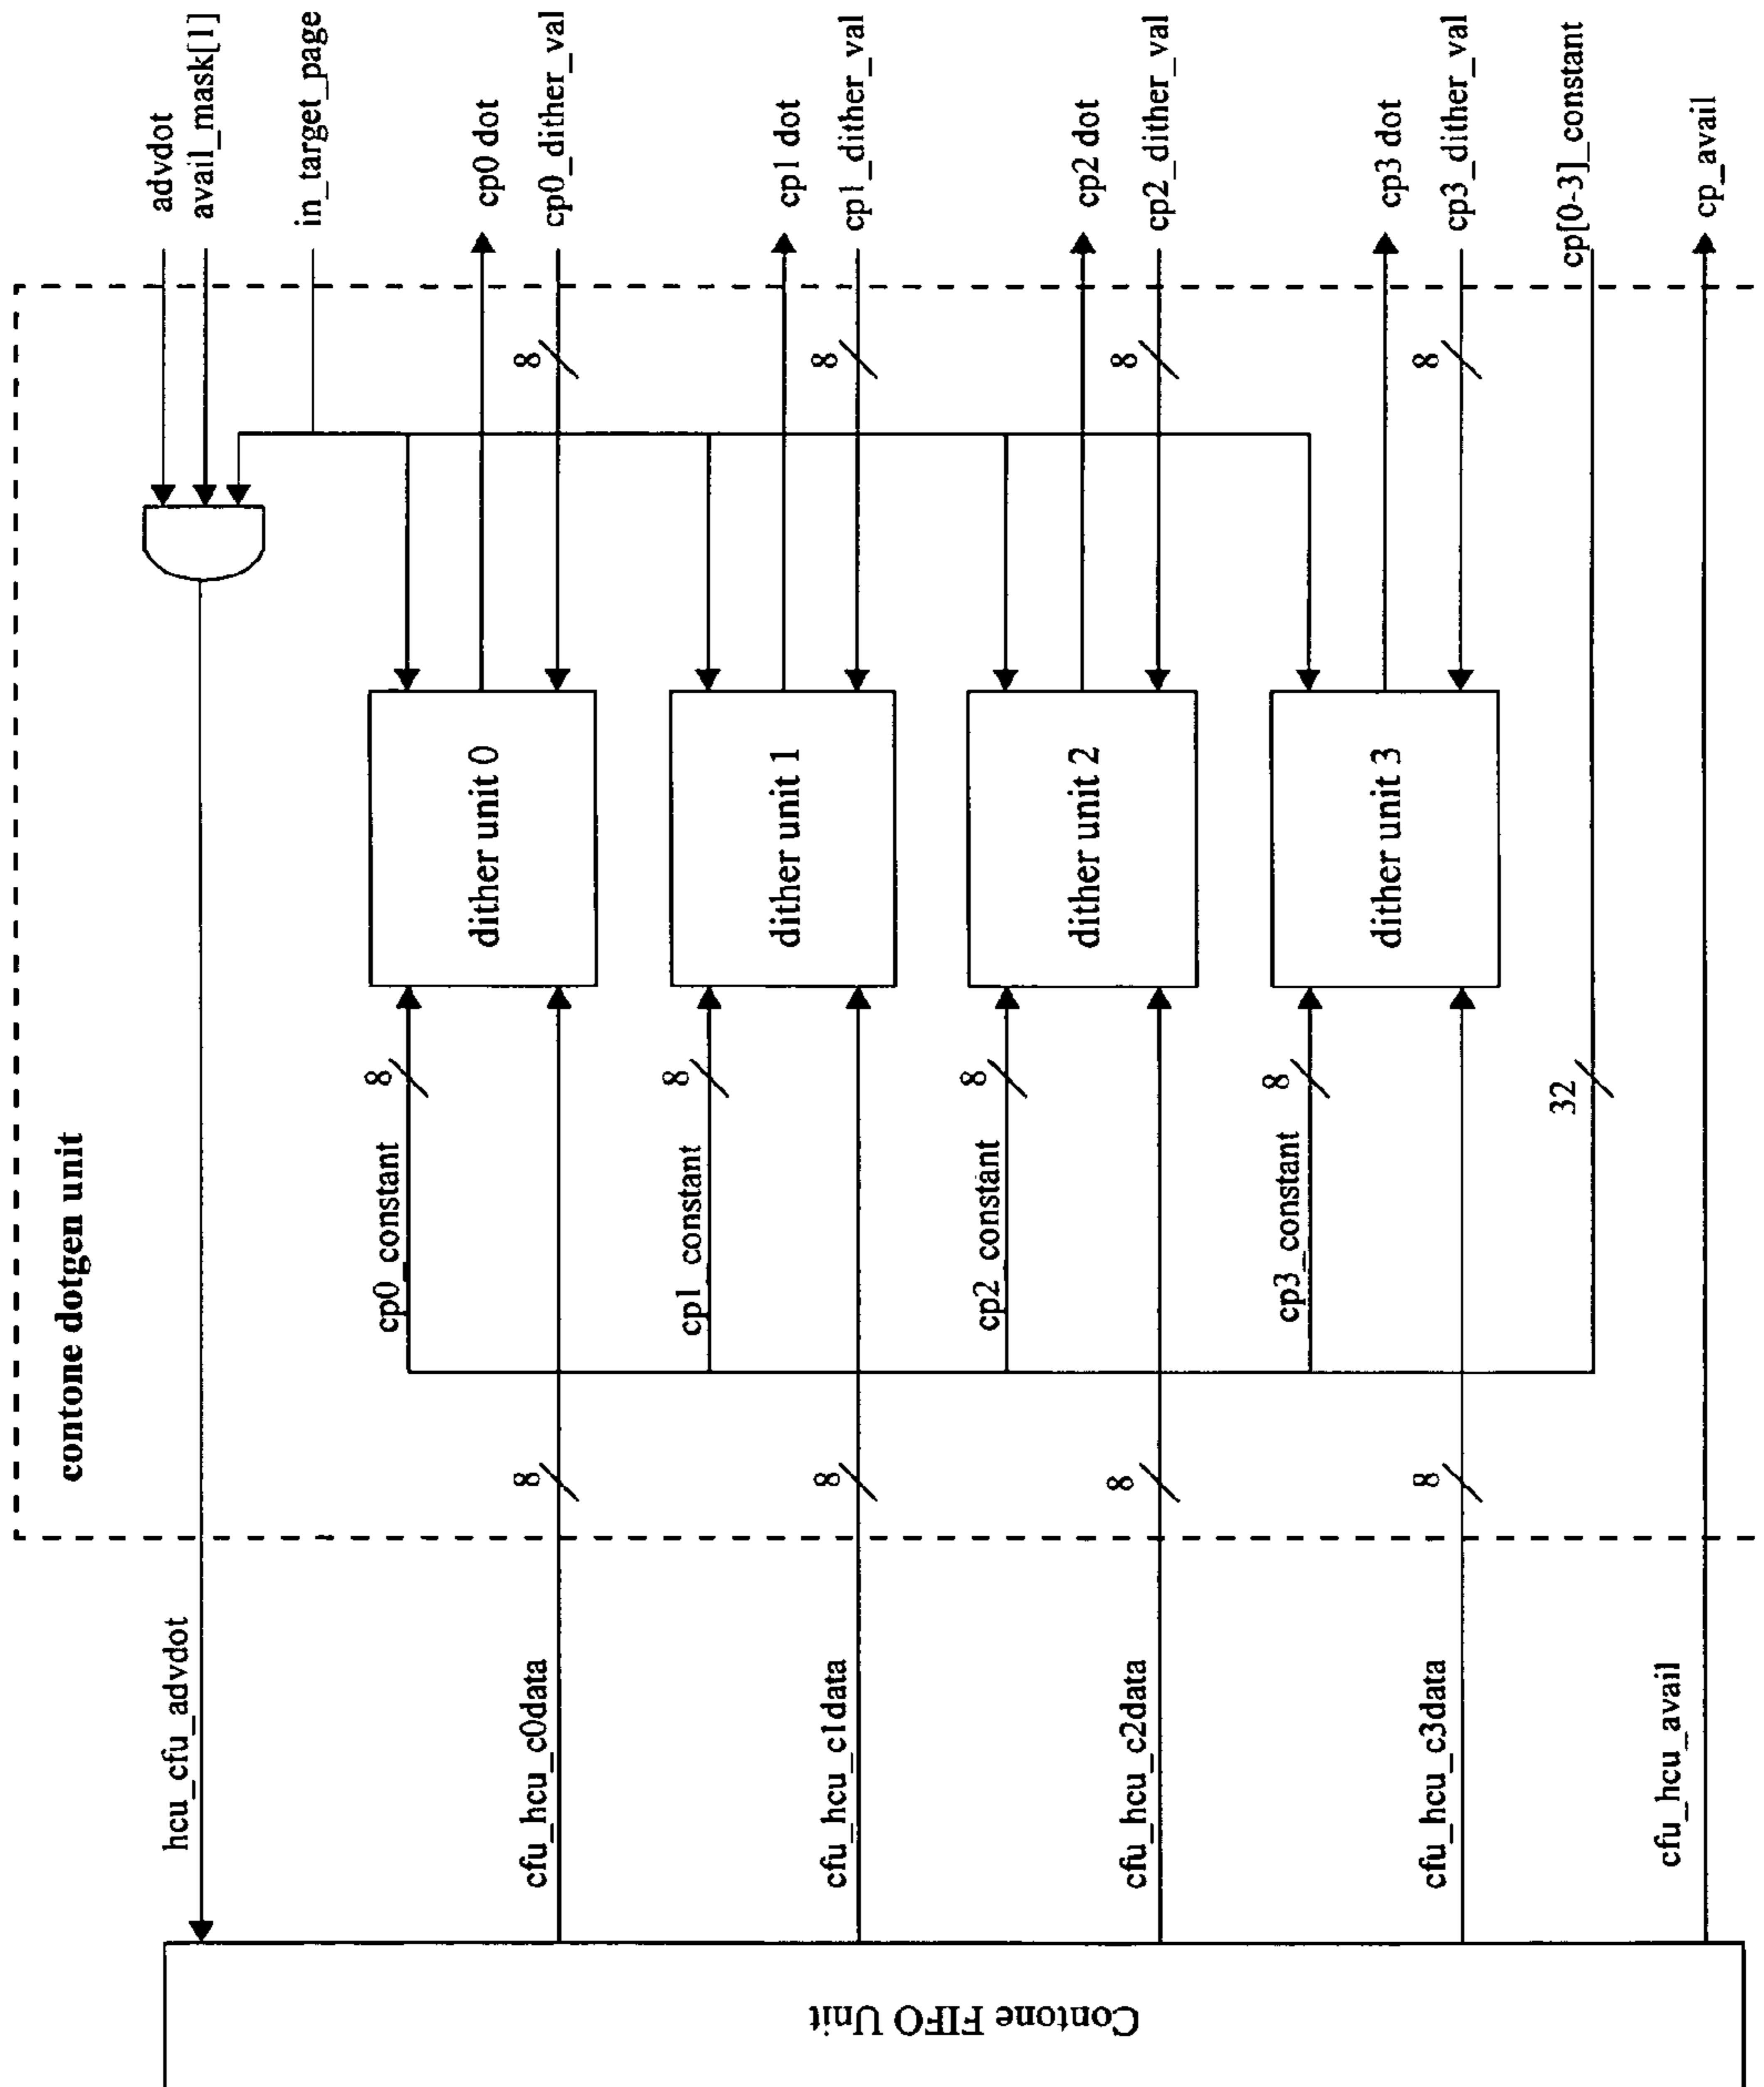 contone dotgen unit
Contone FIFO Unit
hcu_cfu_advdot
advdot
avail_mask[1]
in_target_page
cp0_constant
8
dither unit 0
cp0 dot
cfu_hcu_c0data
8
8
cp0_dither_val
cp1_constant
8
dither unit 1
cp1 dot
cfu_hcu_c1data
8
8
cp1_dither_val
cp2_constant
8
dither unit 2
cp2 dot
cfu_hcu_c2data
8
8
cp2_dither_val
cp3_constant
8
dither unit 3
cp3 dot
cfu_hcu_c3data
8
8
cp3_dither_val
32
cp[0-3]_constant
cfu_hcu_avail
cp_avail